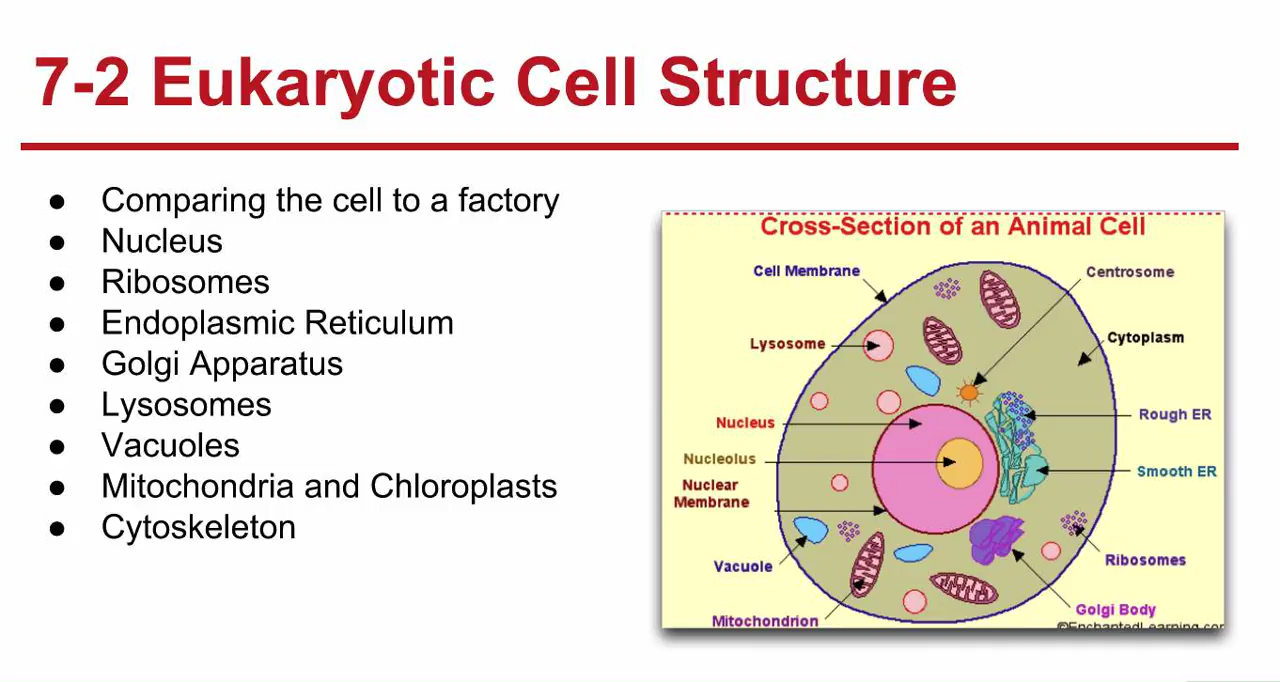 7-2 Eukaryotic Cell Structure
● Comparing the cell to a factory
● Nucleus
● Ribosomes
● Endoplasmic Reticulum
● Golgi Apparatus
● Lysosomes
● Vacuoles
● Mitochondria and Chloroplasts
● Cytoskeleton
Cross-Section of an Animal Cell
Cell Membrane
Centrosome
Lysosome
Cytoplasm
Nucleus
Rough ER
Nucleolus
Smooth ER
Nuclear
Membrane
Vacuole
Ribosomes
Mitochondrion
Golgi Body
©EnchantedLearning.com